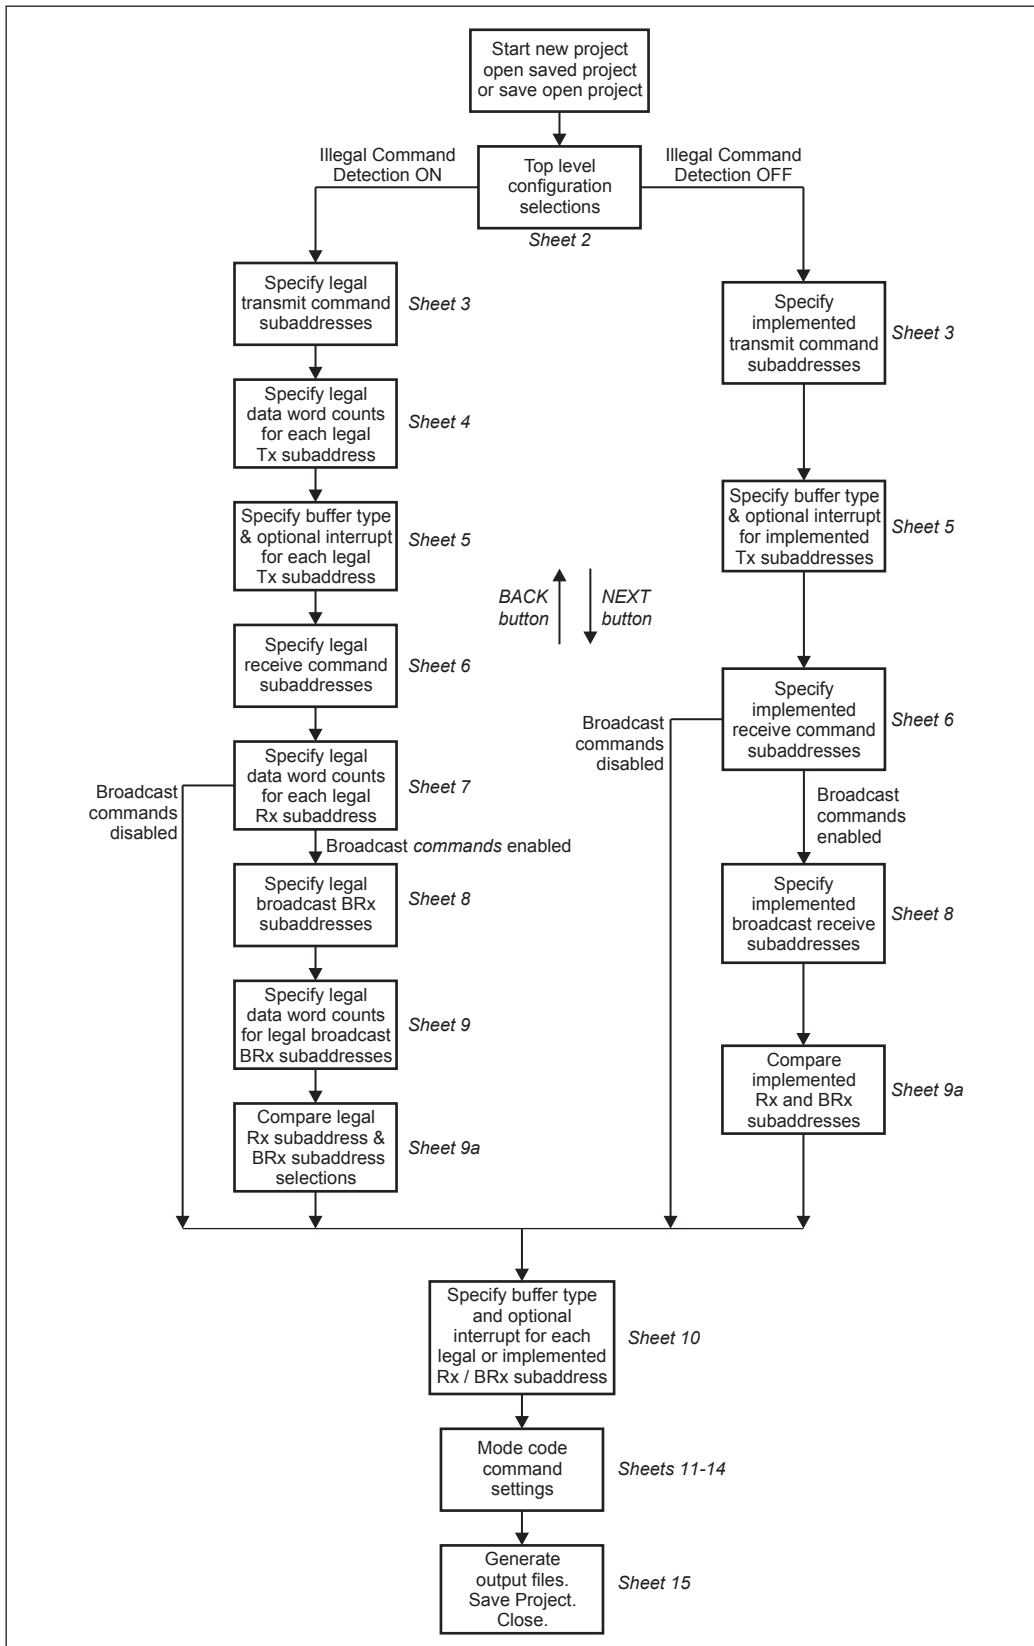 Start new project
open saved project
or save open project
Illegal Command
Detection ON
Top level
configuration
selections
Illegal Command
Detection OFF
Sheet 2
Specify legal
transmit command
subaddresses
Sheet 3
Specify
implemented
transmit command
subaddresses
Sheet 3
Specify legal
data word counts
for each legal
Tx subaddress
Sheet 4
Specify buffer type
& optional interrupt
for each legal
Tx subaddress
Sheet 5
Specify buffer type
& optional interrupt
for implemented
Tx subaddresses
Sheet 5
BACK
button
NEXT
button
Specify legal
receive command
subaddresses
Sheet 6
Specify
implemented
receive command
subaddresses
Sheet 6
Broadcast
commands
disabled
Specify legal
data word counts
for each legal
Rx subaddress
Sheet 7
Broadcast
commands
disabled
Broadcast
commands
enabled
Broadcast commands enabled
Specify legal
broadcast BRx
subaddresses
Sheet 8
Specify
implemented
broadcast receive
subaddresses
Sheet 8
Specify legal
data word counts
for legal broadcast
BRx subaddresses
Sheet 9
Compare
implemented
Rx and BRx
subaddresses
Sheet 9a
Compare legal
Rx subaddress &
BRx subaddress
selections
Sheet 9a
Specify buffer type
and optional
interrupt for each
legal or implemented
Rx / BRx subaddress
Sheet 10
Mode code
command
settings
Sheets 11-14
Generate
output files.
Save Project.
Close.
Sheet 15